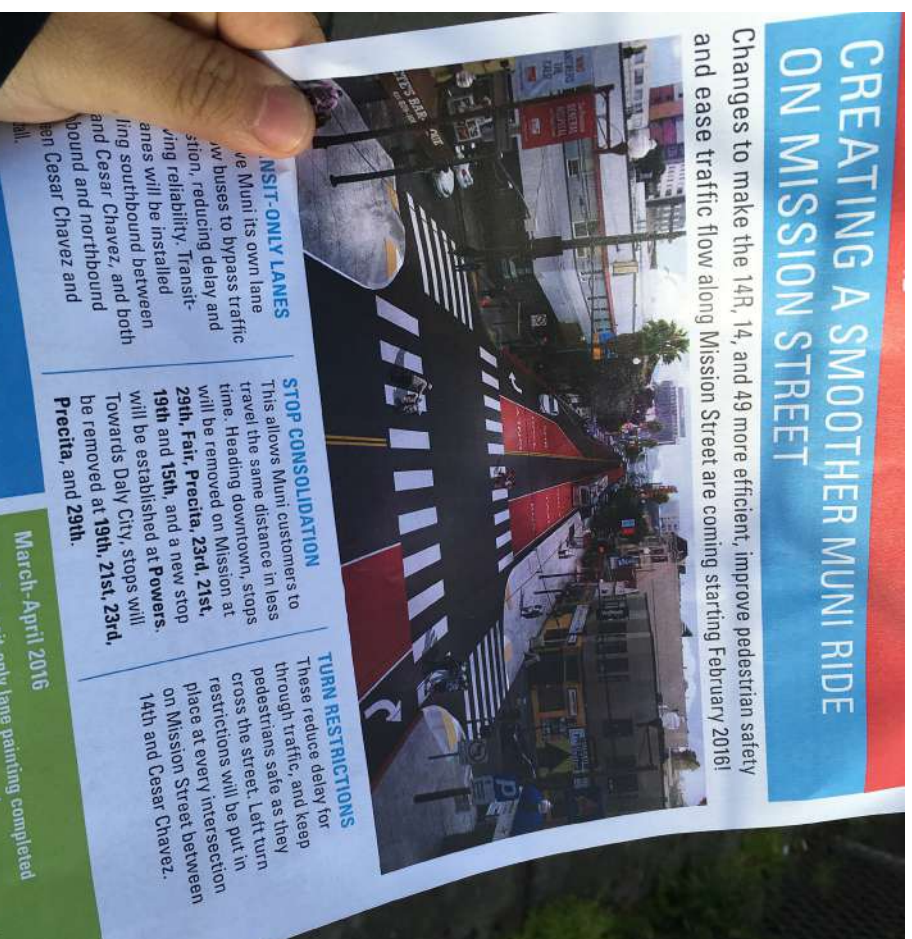 CREATING A SMOOTHER MUNI RIDE
ON MISSION STREET
Changes to make the 14R, 14, and 49 more efficient, improve pedestrian safety
and ease traffic flow along Mission Street are coming starting February 2016!
NSIT-ONLY LANES
ve Muni its own lane
w buses to bypass traffic
stion, reducing delay and
ving reliability. Transit-
anes will be installed
ling southbound between
and Cesar Chavez, and both
bound and northbound
en Cesar Chavez and
all.
STOP CONSOLIDATION
This allows Muni customers to
travel the same distance in less
time. Heading downtown, stops
will be removed on Mission at
29th, Fair, Precita, 23rd, 21st,
19th and 15th, and a new stop
will be established at Powers.
Towards Daly City, stops will
be removed at 19th, 21st, 23rd,
Precita, and 29th.
TURN RESTRICTIONS
These reduce delay for
through traffic, and keep
pedestrians safe as they
cross the street. Left turn
restrictions will be put in
place at every intersection
on Mission Street between
14th and Cesar Chavez.
March-April 2016
only lane painting completed